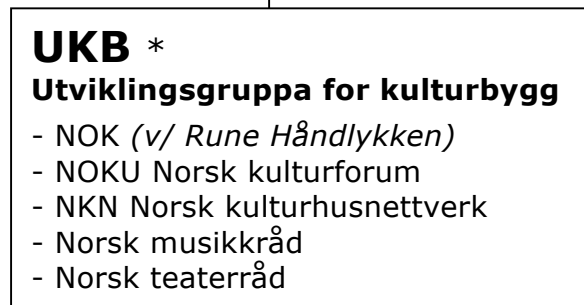 UKB *
Utviklingsgruppa for kulturbygg
- NOK (v/ Rune Håndlykken)
- NOKU Norsk kulturforum
- NKN Norsk kulturhusnettverk
- Norsk musikkråd
- Norsk teaterråd